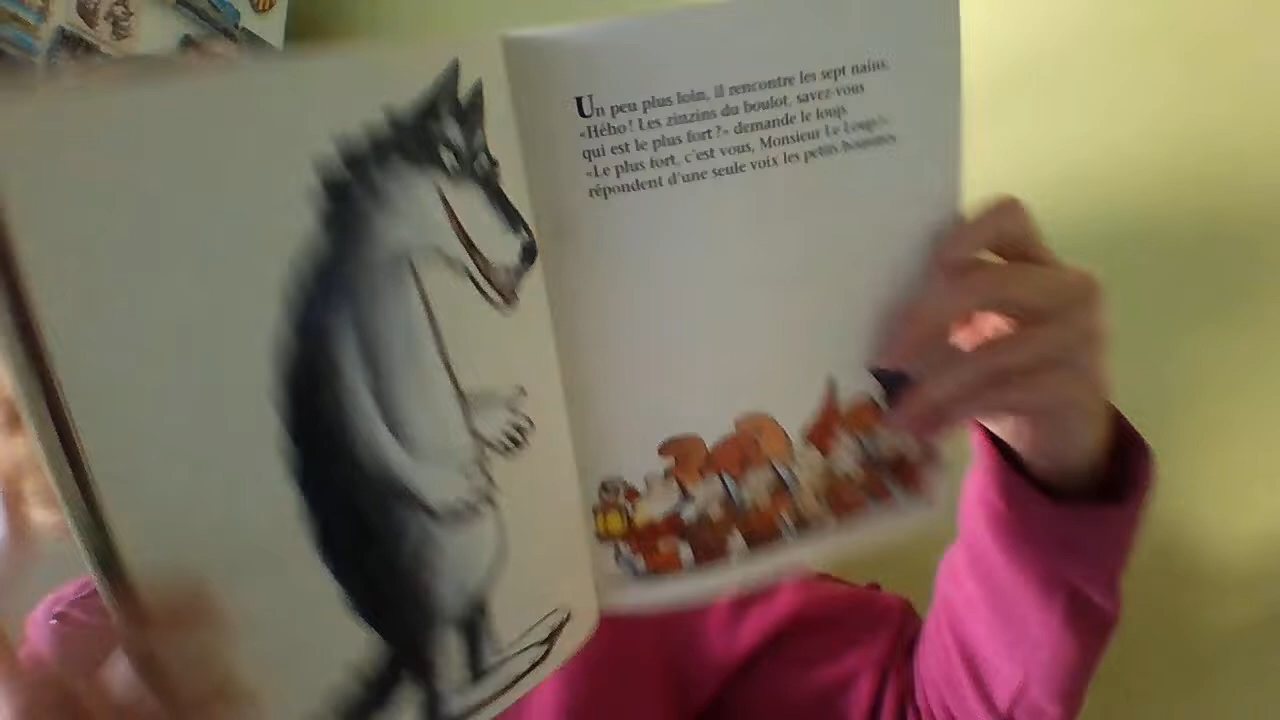 Un peu plus loin, il rencontre les sept nains.
«Hého! Les zinzins du boulot, savez-vous
qui est le plus fort?» demande le loup.
«Le plus fort, c'est vous, Monsieur Le Loup!»
répondent d'une seule voix les petits hommes.